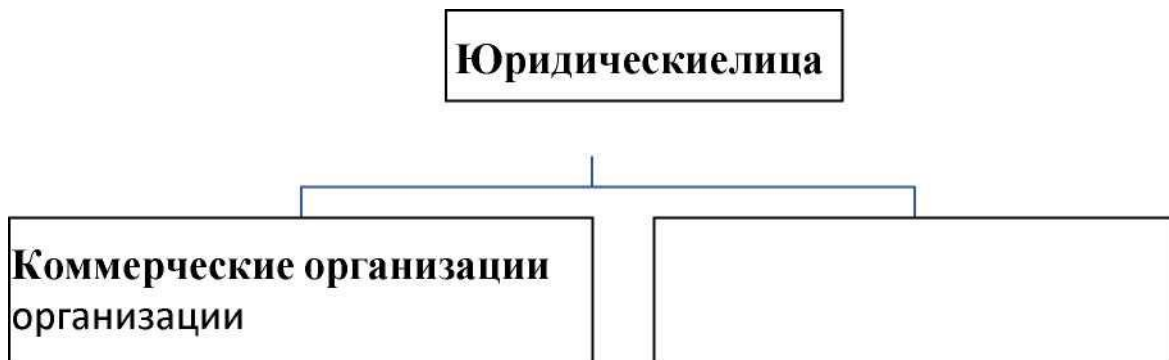 Юридическиелица
Коммерческие организации
организации